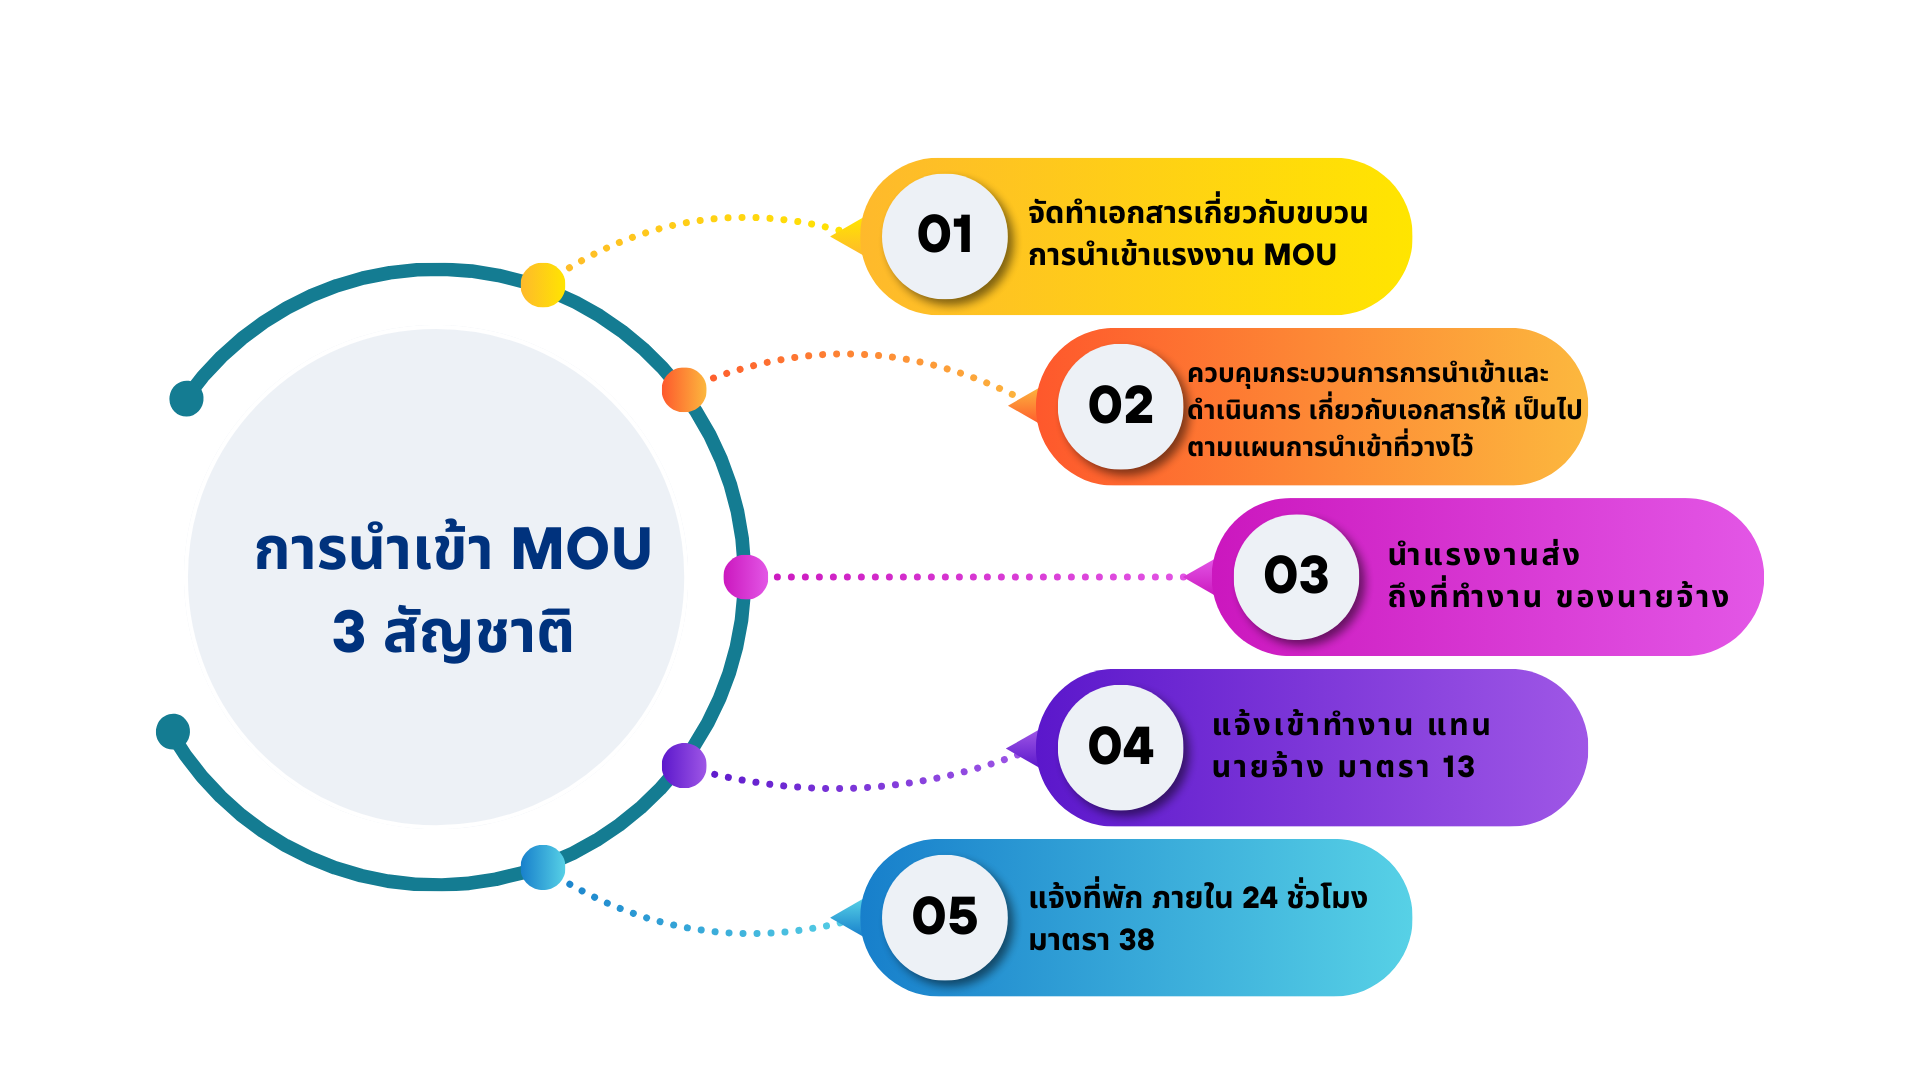 การนำเข้า MOU
3 สัญชาติ
01
จัดทำเอกสารเกี่ยวกับขบวน
การนำเข้าแรงงาน MOU
02
ควบคุมกระบวนการการนำเข้าและ
ดำเนินการ เกี่ยวกับเอกสารให้ เป็นไป
ตามแผนการนำเข้าที่วางไว้
03
นำแรงงานส่ง
ถึงที่ทำงาน ของนายจ้าง
04
แจ้งเข้าทำงาน แทน
นายจ้าง มาตรา 13
05
แจ้งที่พัก ภายใน 24 ชั่วโมง
มาตรา 38